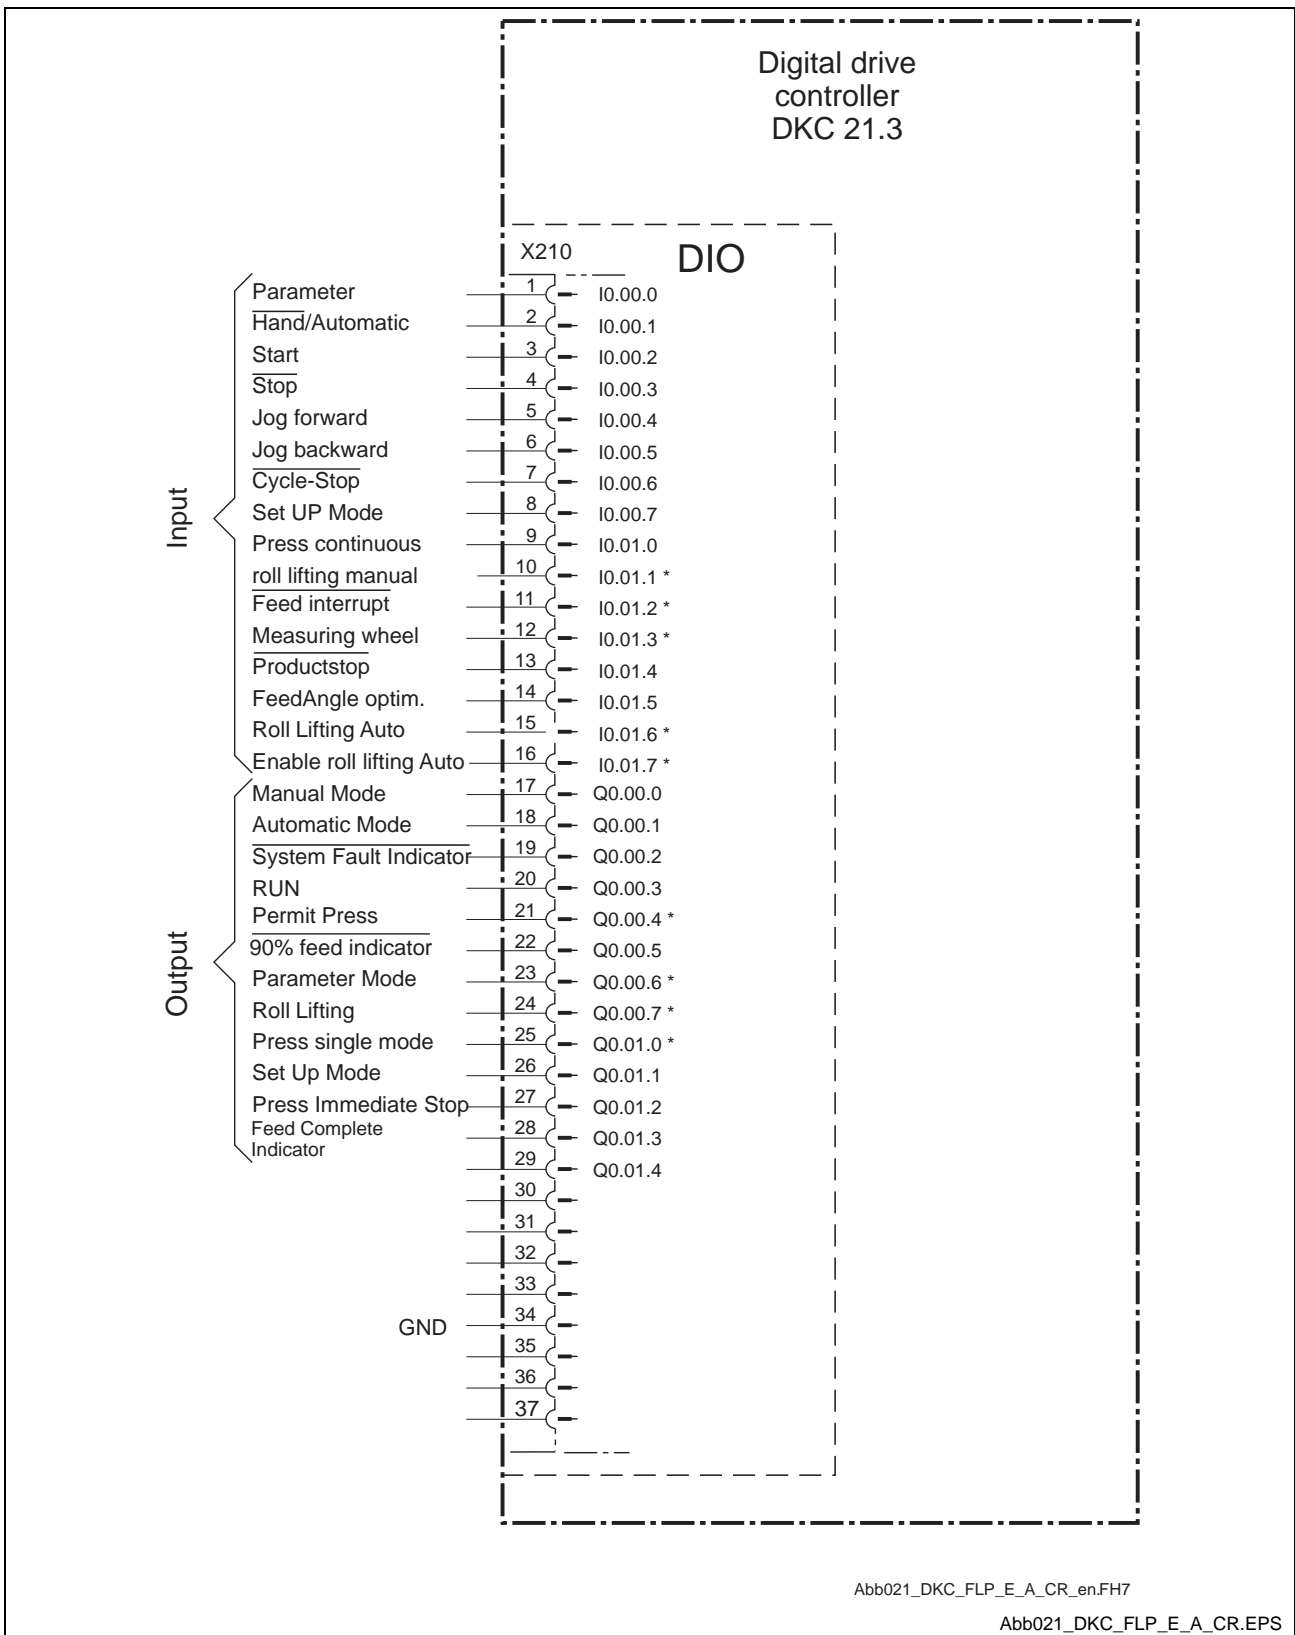 Digital drive
controller
DKC 21.3
X210
DIO
Input
Parameter 1 I0.00.0
Hand/Automatic 2 I0.00.1
Start 3 I0.00.2
Stop 4 I0.00.3
Jog forward 5 I0.00.4
Jog backward 6 I0.00.5
Cycle-Stop 7 I0.00.6
Set UP Mode 8 I0.00.7
Press continuous 9 I0.01.0
roll lifting manual 10 I0.01.1 *
Feed interrupt 11 I0.01.2 *
Measuring wheel 12 I0.01.3 *
Productstop 13 I0.01.4
FeedAngle optim. 14 I0.01.5
Roll Lifting Auto 15 I0.01.6 *
Enable roll lifting Auto 16 I0.01.7 *
Output
Manual Mode 17 Q0.00.0
Automatic Mode 18 Q0.00.1
System Fault Indicator 19 Q0.00.2
RUN 20 Q0.00.3
Permit Press 21 Q0.00.4 *
90% feed indicator 22 Q0.00.5
Parameter Mode 23 Q0.00.6 *
Roll Lifting 24 Q0.00.7 *
Press single mode 25 Q0.01.0 *
Set Up Mode 26 Q0.01.1
Press Immediate Stop 27 Q0.01.2
Feed Complete
Indicator 28 Q0.01.3
29 Q0.01.4
30
31
32
33
GND 34
35
36
37
Abb021_DKC_FLP_E_A_CR_en.FH7
Abb021_DKC_FLP_E_A_CR.EPS